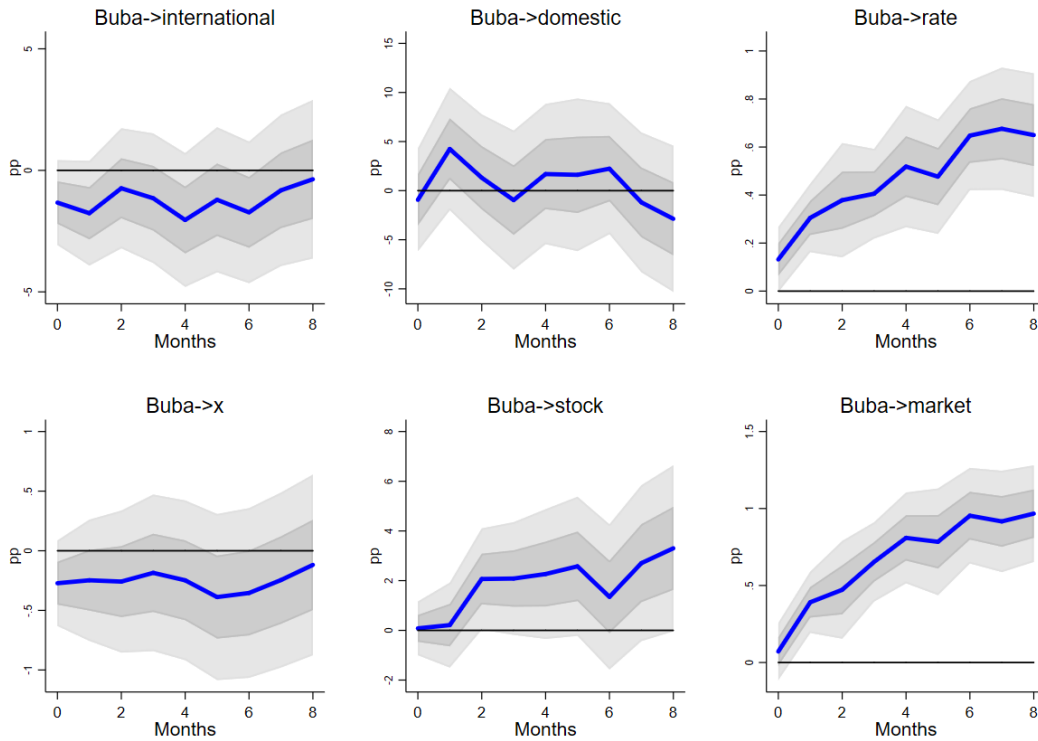 Buba->international
5
0
-5
pp
0 2 4 6 8
Months
Buba->domestic
15
10
5
0
-5
-10
pp
0 2 4 6 8
Months
Buba->rate
1
.8
.6
.4
.2
0
pp
0 2 4 6 8
Months
Buba->x
1
.5
0
-.5
-1
pp
0 2 4 6 8
Months
Buba->stock
8
6
4
2
0
-2
pp
0 2 4 6 8
Months
Buba->market
1.5
1
.5
0
pp
0 2 4 6 8
Months